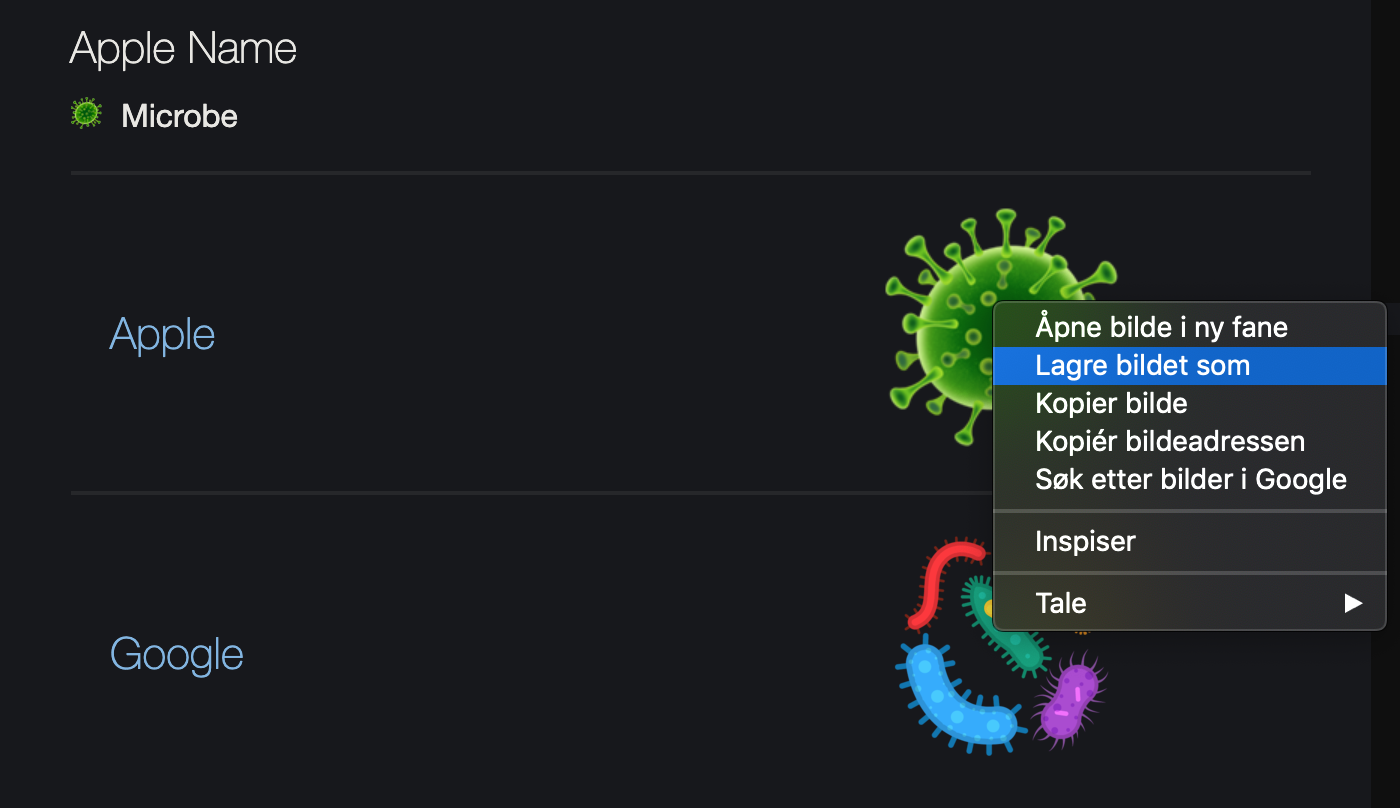 Apple Name
Microbe
Apple
Åpne bilde i ny fane
Lagre bildet som
Kopier bilde
Kopiér bildeadressen
Søk etter bilder i Google
Inspiser
Tale
Google